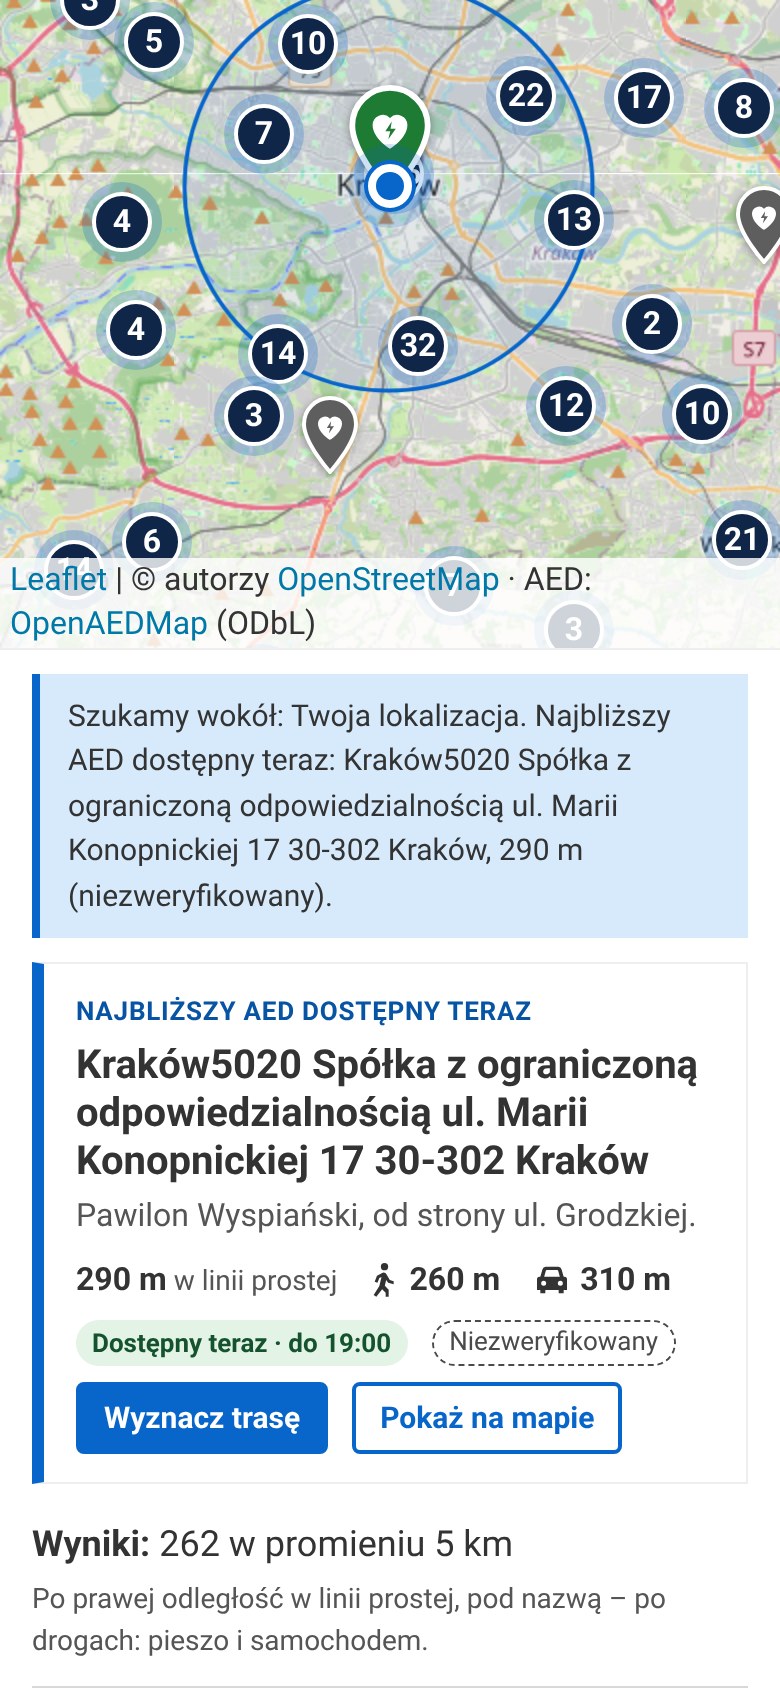 3
5
10
22
17
8
7
Kr w
4
13
Kraków
4
14
32
2
S7
3
12
10
6
21
Leaflet | © autorzy OpenStreetMap · AED:
OpenAEDMap (ODbL)
7
3
Szukamy wokół: Twoja lokalizacja. Najbliższy
AED dostępny teraz: Kraków5020 Spółka z
ograniczoną odpowiedzialnością ul. Marii
Konopnickiej 17 30-302 Kraków, 290 m
(niezweryfikowany).
NAJBLIŻSZY AED DOSTĘPNY TERAZ
Kraków5020 Spółka z ograniczoną
odpowiedzialnością ul. Marii
Konopnickiej 17 30-302 Kraków
Pawilon Wyspiański, od strony ul. Grodzkiej.
290 m w linii prostej 260 m 310 m
Dostępny teraz · do 19:00 Niezweryfikowany
Wyznacz trasę Pokaż na mapie
Wyniki: 262 w promieniu 5 km
Po prawej odległość w linii prostej, pod nazwą – po
drogach: pieszo i samochodem.